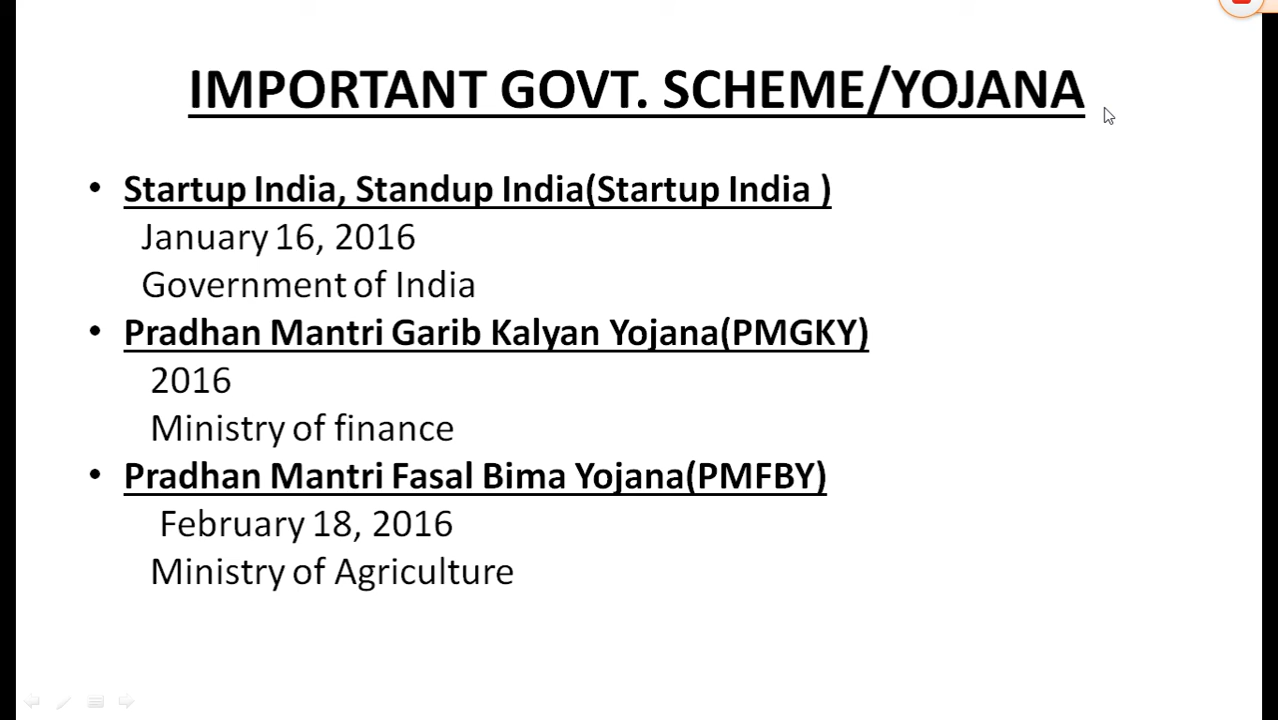 IMPORTANT GOVT. SCHEME/YOJANA
• Startup India, Standup India(Startup India )
January 16, 2016
Government of India
• Pradhan Mantri Garib Kalyan Yojana(PMGKY)
2016
Ministry of finance
• Pradhan Mantri Fasal Bima Yojana(PMFBY)
February 18, 2016
Ministry of Agriculture